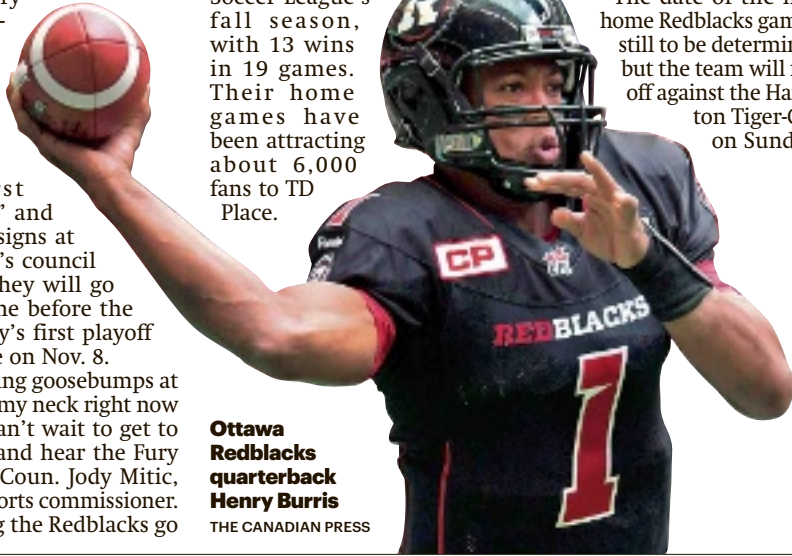 st
” and
signs at
’s council
hey will go
me before the
y’s first playoff
e on Nov. 8.
ing goosebumps at
my neck right now
an’t wait to get to
and hear the Fury
Coun. Jody Mitic,
orts commissioner.
g the Redblacks go
Soccer League’s
fall season,
with 13 wins
in 19 games.
Their home
games have
been attracting
about 6,000
fans to TD
Place.
Ottawa
Redblacks
quarterback
Henry Burris
THE CANADIAN PRESS
home Redblacks gam
still to be determin
but the team will
off against the Ha
ton Tiger-C
on Sund
CP
REDBLACKS
1